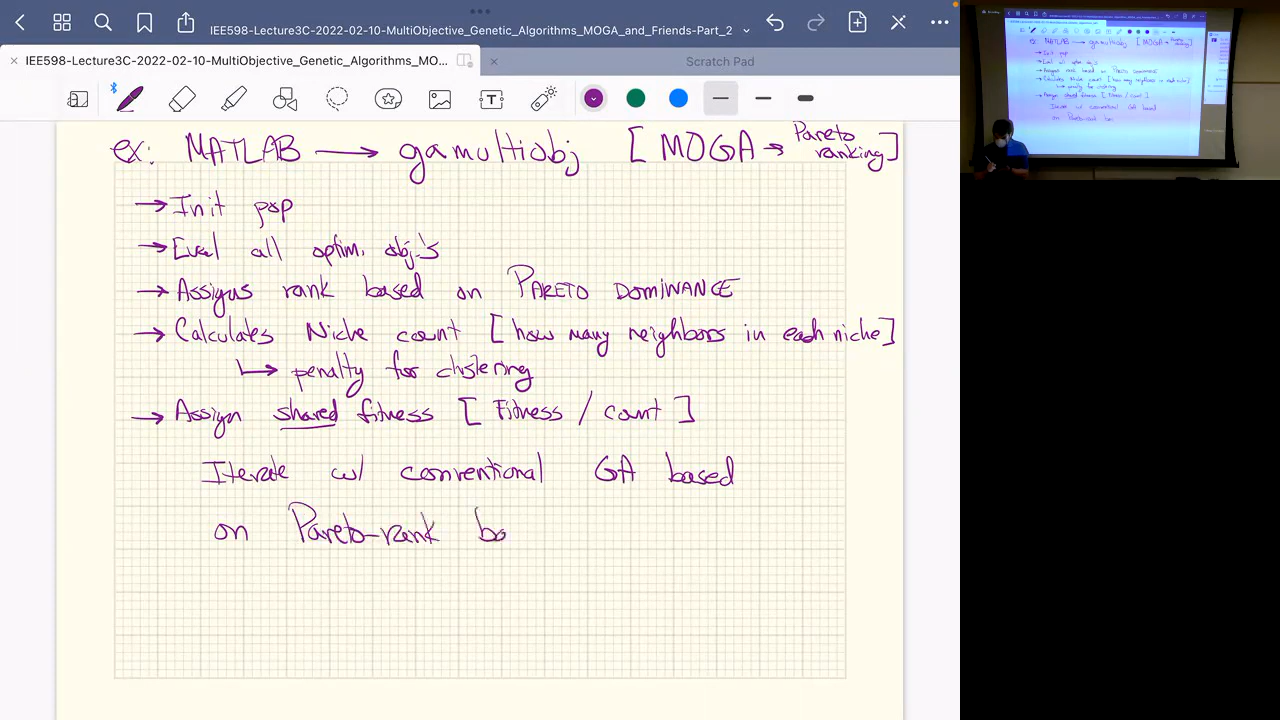 IEE598-Lecture3C-2022-02-10-MultiObjective_Genetic_Algorithms_MOGA_and_Friends-Part_2
IEE598-Lecture3C-2022-02-10-MultiObjective_Genetic_Algorithms_MO...
Scratch Pad
ex: MATLAB → gamultiobj [MOGA → Pareto ranking]
→ Init pop
→ Eval all optim. obj.'s
→ Assigns rank based on PARETO DOMINANCE
→ Calculates Niche count [how many neighbors in each niche]
↳ penalty for clstering
→ Assign shared fitness [Fitness / count]
Iterate w/ conventional GA based
on Pareto-rank ba